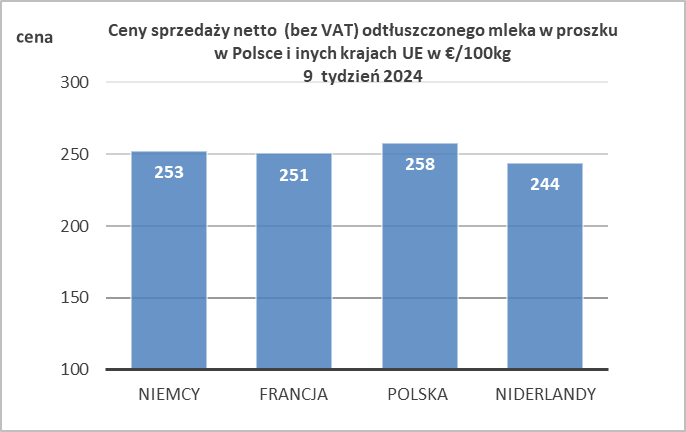 cena
Ceny sprzedaży netto  (bez VAT) odtłuszczonego mleka w proszku
w Polsce i inych krajach UE w €/100kg
9  tydzień 2024
300
250
200
150
100
253
251
258
244
NIEMCY
FRANCJA
POLSKA
NIDERLANDY